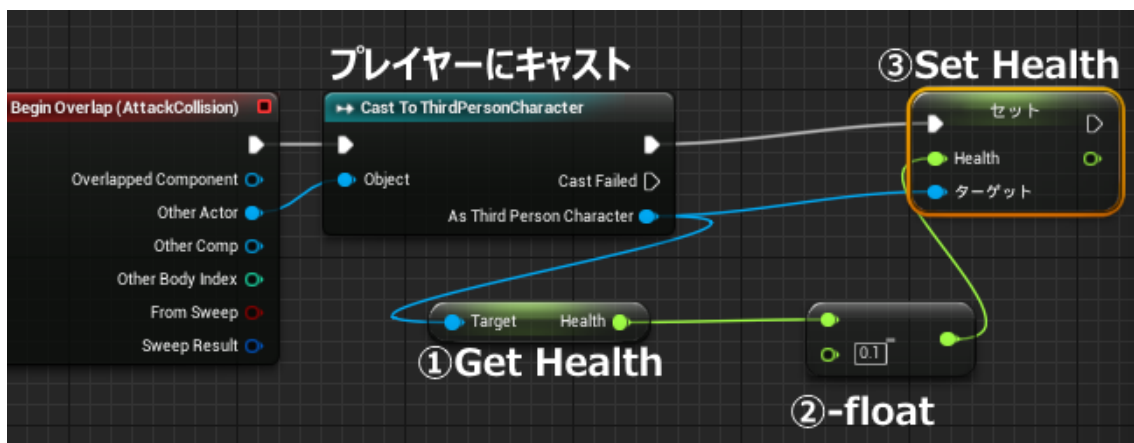 プレイヤーにキャスト
③Set Health
Begin Overlap (AttackCollision)
Cast To ThirdPersonCharacter
セット
Overlapped Component
Object
Cast Failed
Health
Other Actor
As Third Person Character
ターゲット
Other Comp
Other Body Index
From Sweep
Target Health
Sweep Result
0.1
-
①Get Health
②-float